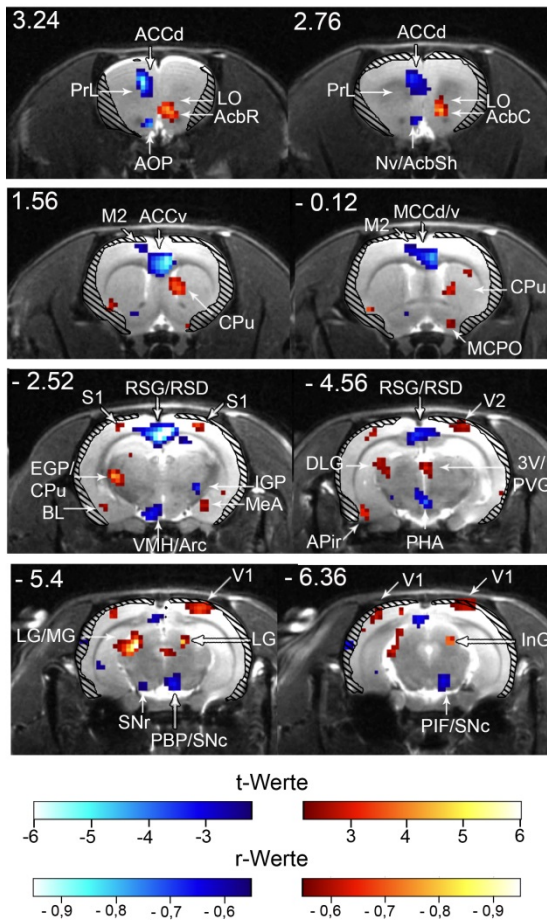 3.24
ACCd
PrL
LO
AcbR
AOP
2.76
ACCd
PrL
LO
AcbC
Nv/AcbSh
1.56
M2
ACCv
CPu
- 0.12
MCCd/v
M2
CPu
MCPO
- 2.52
S1
RSG/RSD
S1
EGP/
CPu
BL
IGP
MeA
VMH/Arc
- 4.56
RSG/RSD
V2
DLG
3V/
PVG
APir
PHA
- 5.4
V1
LG/MG
LG
SNr
PBP/SNc
- 6.36
V1
V1
InG
PIF/SNc
t-Werte
-6 -5 -4 -3 3 4 5 6
r-Werte
- 0,9 - 0,8 - 0,7 - 0,6 - 0,6 - 0,7 - 0,8 - 0,9